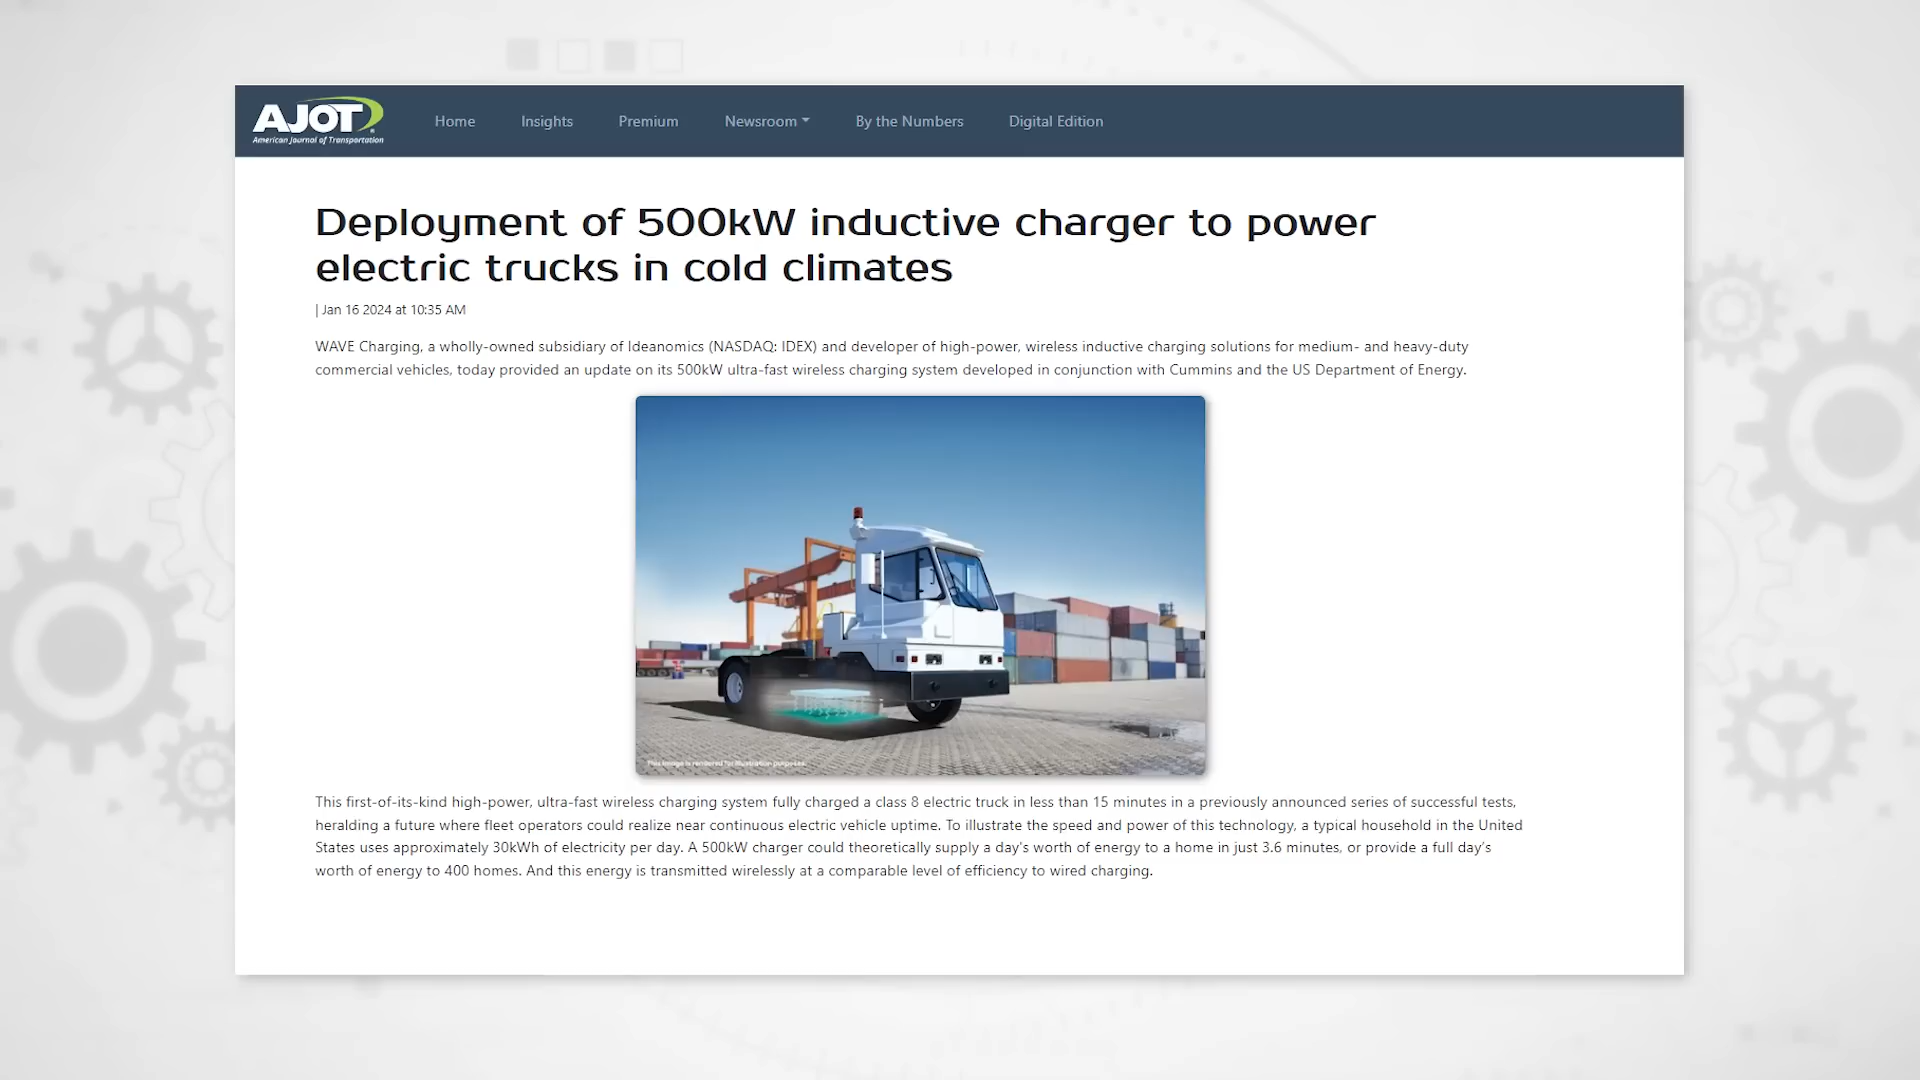 AJOT
American Journal of Transportation
Home Insights Premium Newsroom By the Numbers Digital Edition
Deployment of 500kW inductive charger to power
electric trucks in cold climates
| Jan 16 2024 at 10:35 AM
WAVE Charging, a wholly-owned subsidiary of Ideanomics (NASDAQ: IDEX) and developer of high-power, wireless inductive charging solutions for medium- and heavy-duty
commercial vehicles, today provided an update on its 500kW ultra-fast wireless charging system developed in conjunction with Cummins and the US Department of Energy.
This image is rendered for illustration purposes.
This first-of-its-kind high-power, ultra-fast wireless charging system fully charged a class 8 electric truck in less than 15 minutes in a previously announced series of successful tests,
heralding a future where fleet operators could realize near continuous electric vehicle uptime. To illustrate the speed and power of this technology, a typical household in the United
States uses approximately 30kWh of electricity per day. A 500kW charger could theoretically supply a day's worth of energy to a home in just 3.6 minutes, or provide a full day's
worth of energy to 400 homes. And this energy is transmitted wirelessly at a comparable level of efficiency to wired charging.